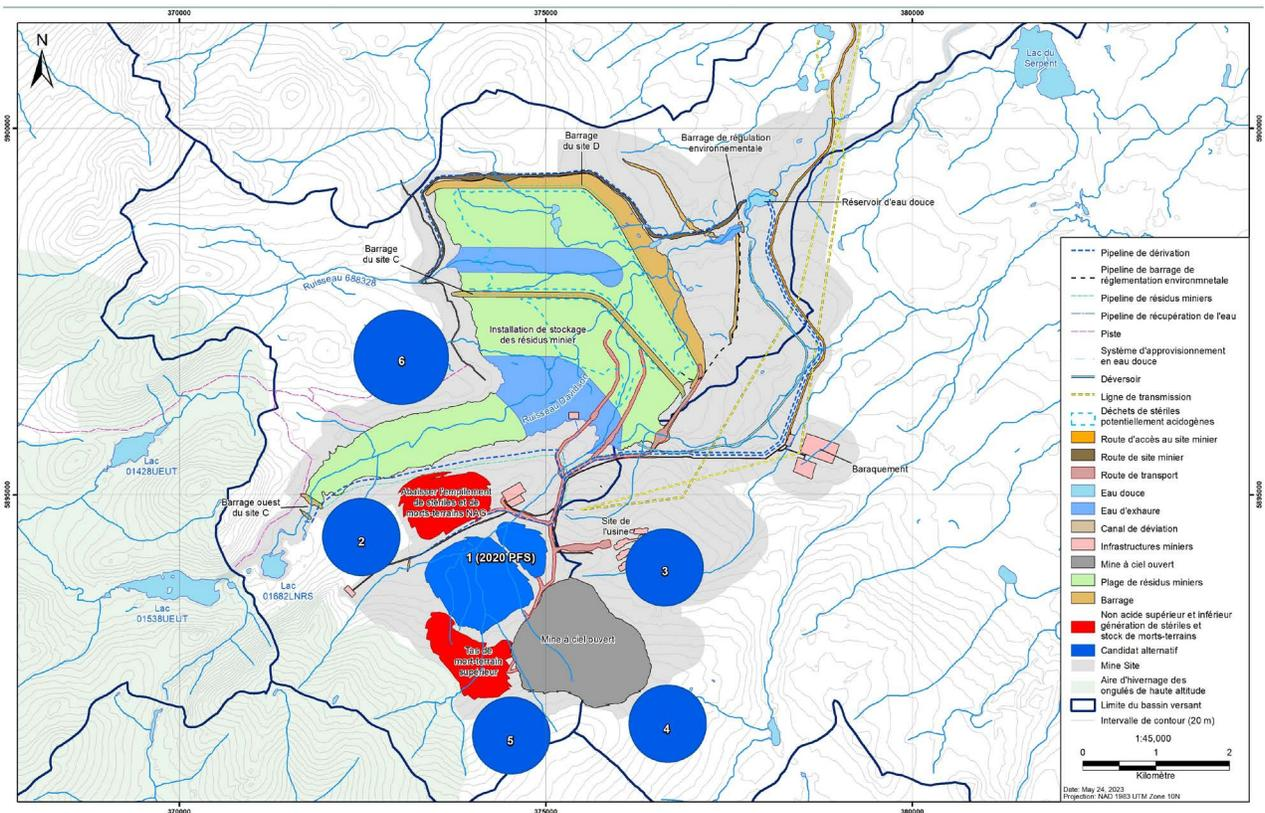 370000
375000
380000
N
5900000
5900000
5895000
5895000
Lac du
Serpent
Barrage
du site D
Barrage de régulation
environnementale
Réservoir d'eau douce
Barrage
du site C
Ruisseau 688328
Installation de stockage
des résidus minier
Ruisseau Davidson
6
Lac
01428UEUT
Barrage ouest
du site C
Abaisser l'empilement
de stériles et de
morts-terrains NAG
Baraquement
Site de
l'usine
2
1 (2020 PFS)
3
Lac
01682LNRS
Lac
01538UEUT
Mine à ciel ouvert
Tas de
mort-terrain
supérieur
5
4
Pipeline de dérivation
Pipeline de barrage de
réglementation environnmetale
Pipeline de résidus miniers
Pipeline de récupération de l'eau
Piste
Système d'approvisionnement
en eau douce
Déversoir
Ligne de transmission
Déchets de stériles
potentiellement acidogènes
Route d'accès au site minier
Route de site minier
Route de transport
Eau douce
Eau d'exhaure
Canal de déviation
Infrastructures miniers
Mine à ciel ouvert
Plage de résidus miniers
Barrage
Non acide supérieur et inférieur
génération de stériles et
stock de morts-terrains
Candidat alternatif
Mine Site
Aire d'hivernage des
ongulés de haute altitude
Limite du bassin versant
Intervalle de contour (20 m)
1:45,000
0 1 2
Kilomètre
Date: May 24, 2023
Projection: NAD 1983 UTM Zone 10N
370000
375000
380000